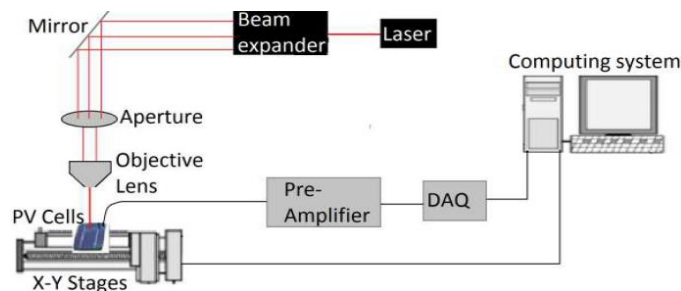 Mirror
Beam
expander
Laser
Computing system
Aperture
Objective
Lens
Pre-
Amplifier
DAQ
PV Cells
X-Y Stages